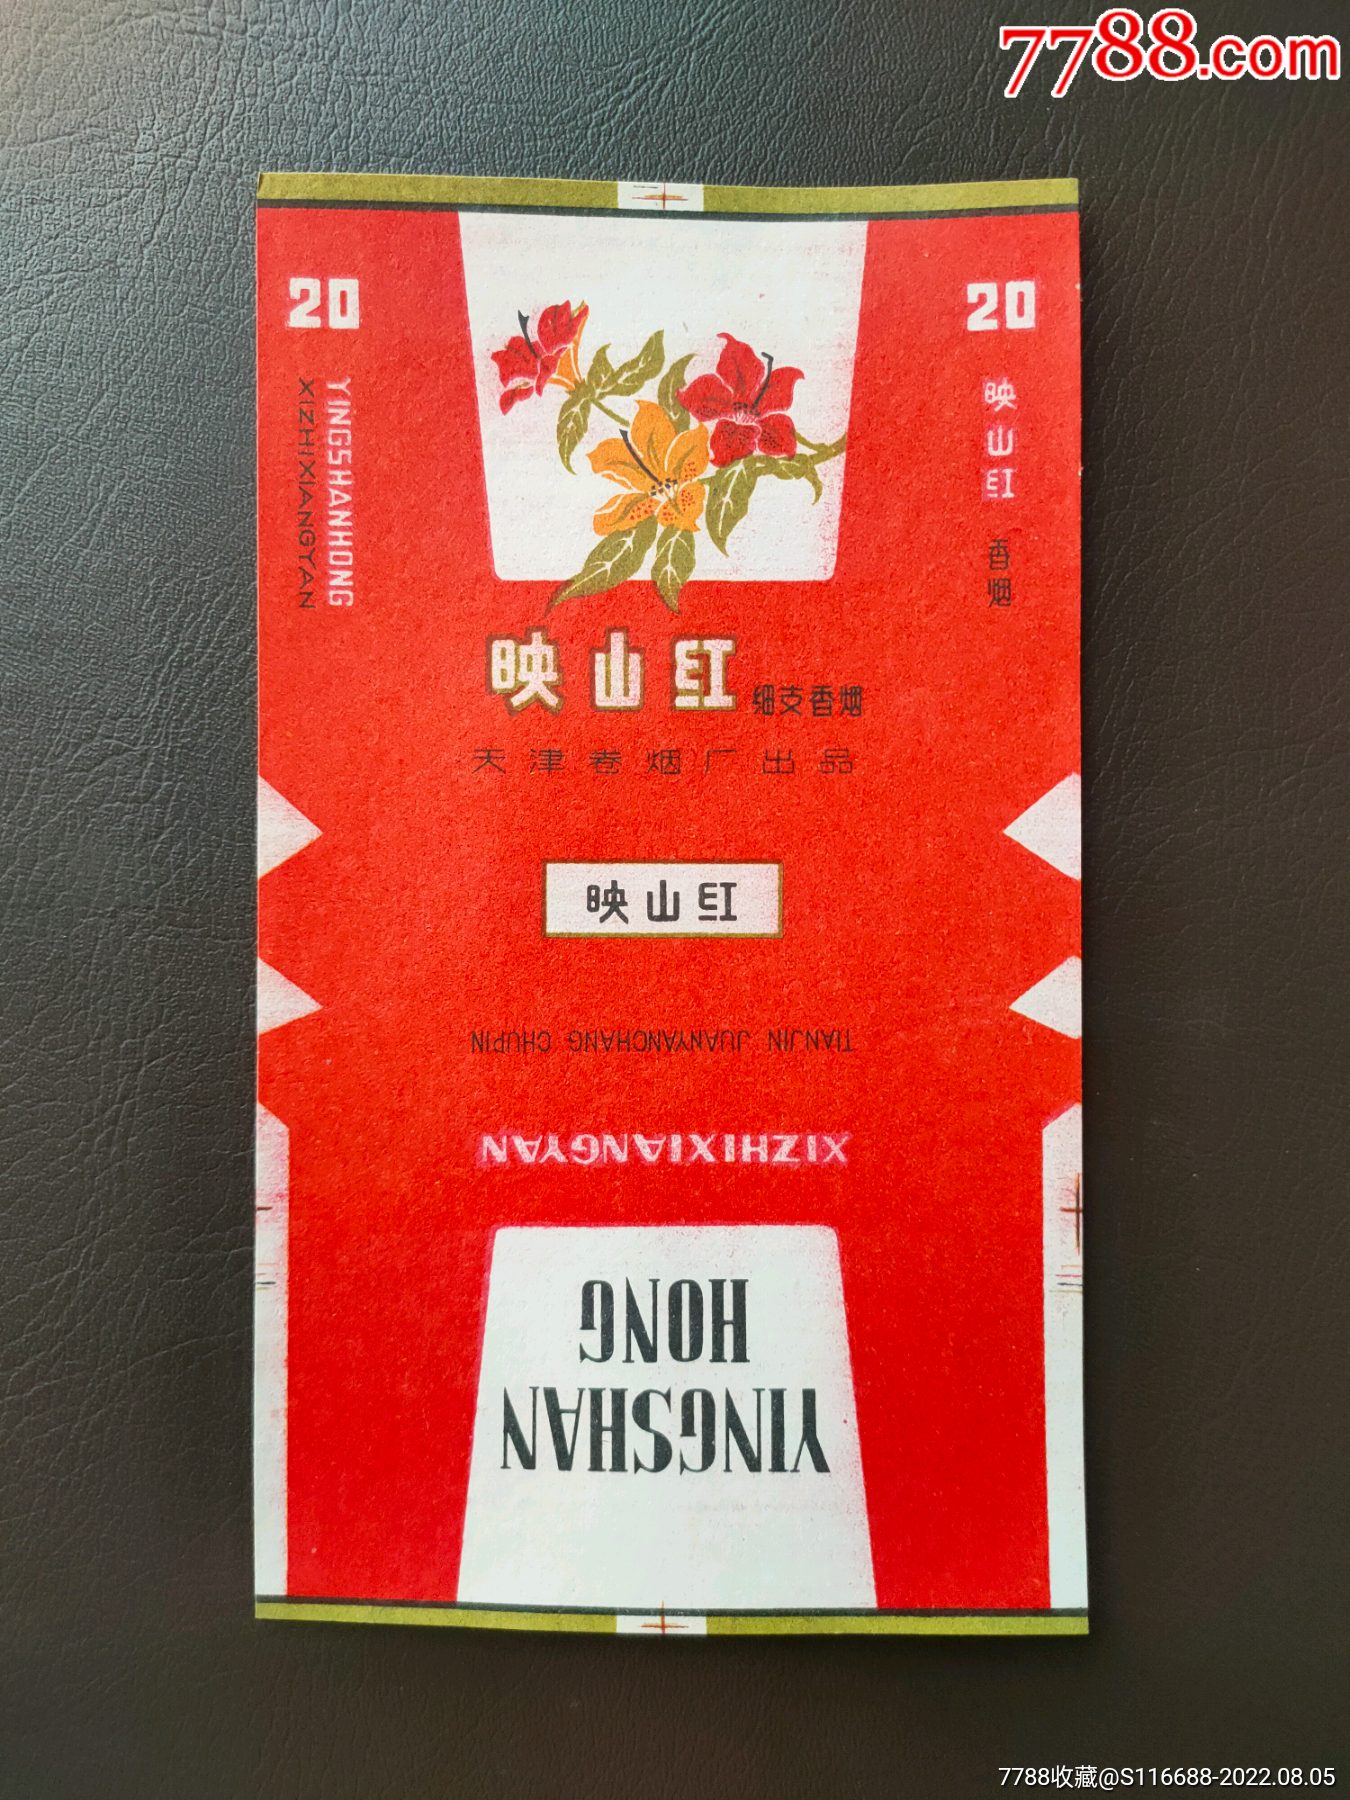 7788.com
20
YINGSHANHONG
XIZHIXIANGYAN
20
映山红
香烟
映山红
细支香烟
天津卷烟厂出品
映山红
TIANJIN JUANYANCHANG CHUPIN
XIZHIXIANGYAN
YINGSHAN
HONG
7788收藏@S116688-2022.08.05